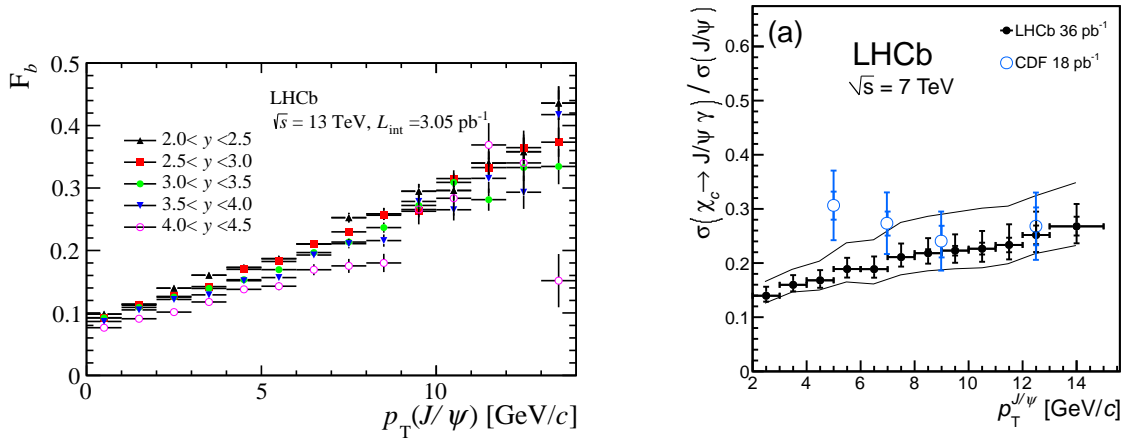 F_b
0.5
0.4
0.3
0.2
0.1
0
LHCb
√s = 13 TeV, L_int =3.05 pb⁻¹
2.0< y <2.5
2.5< y <3.0
3.0< y <3.5
3.5< y <4.0
4.0< y <4.5
0 5 10
p_T(J/ψ) [GeV/c]
σ(χ_c → J/ψ γ) / σ(J/ψ)
(a)
LHCb
√s = 7 TeV
LHCb 36 pb⁻¹
CDF 18 pb⁻¹
0.6
0.5
0.4
0.3
0.2
0.1
0
2 4 6 8 10 12 14
p_T^{J/ψ} [GeV/c]